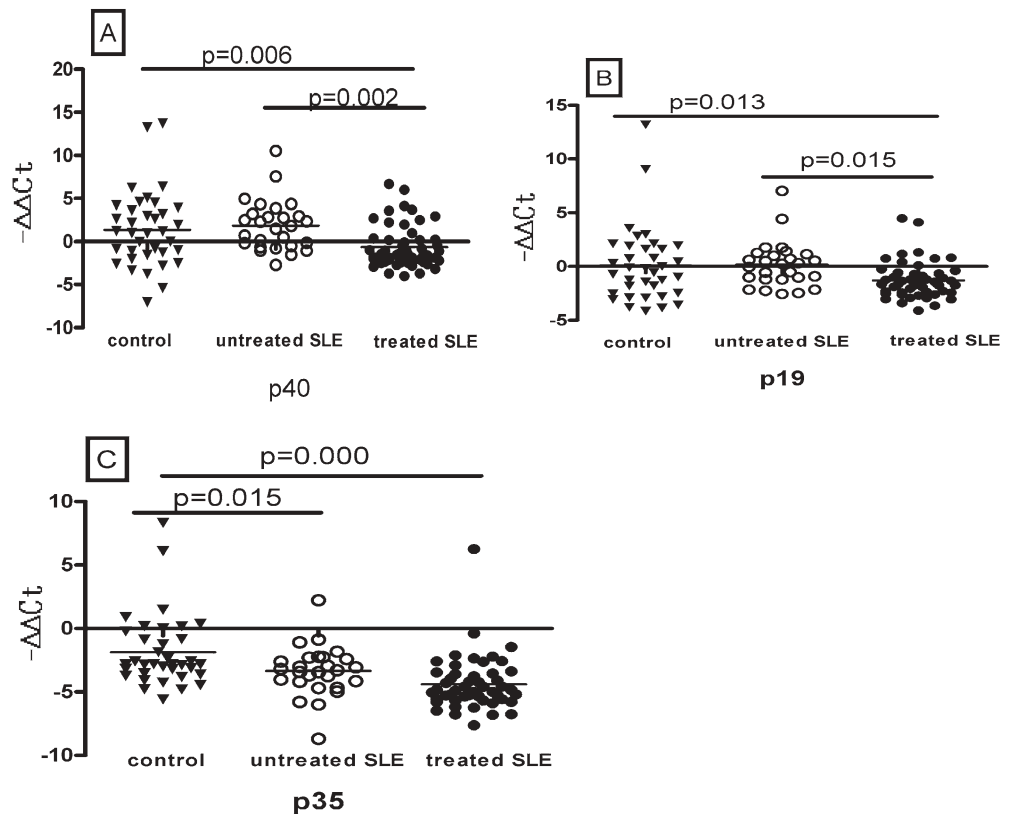 A
p=0.006
20
p=0.002
15
10
5
0
-5
-10
-ΔΔCt
control untreated SLE treated SLE
p40
B
p=0.013
15
p=0.015
10
5
0
-5
-ΔΔCt
control untreated SLE treated SLE
p19
C
p=0.000
p=0.015
10
5
0
-5
-10
-ΔΔCt
control untreated SLE treated SLE
p35